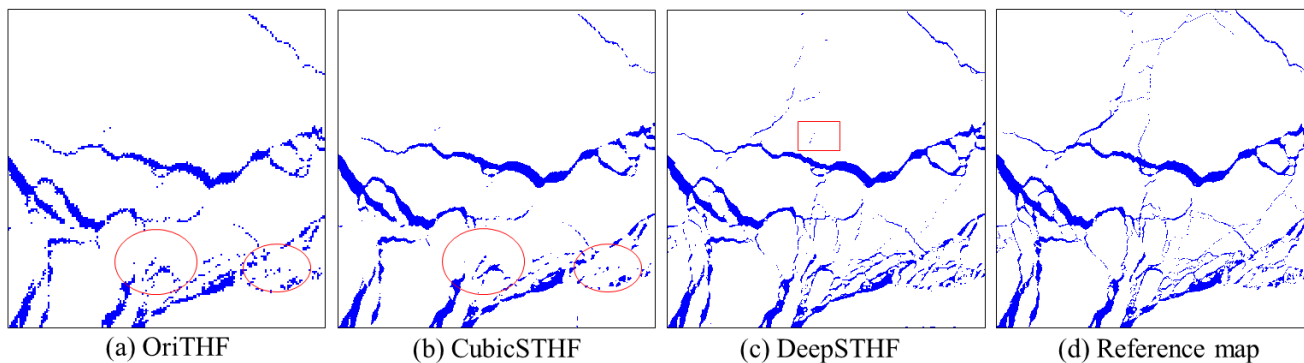 (a) OriTHF
(b) CubicSTHF
(c) DeepSTHF
(d) Reference map